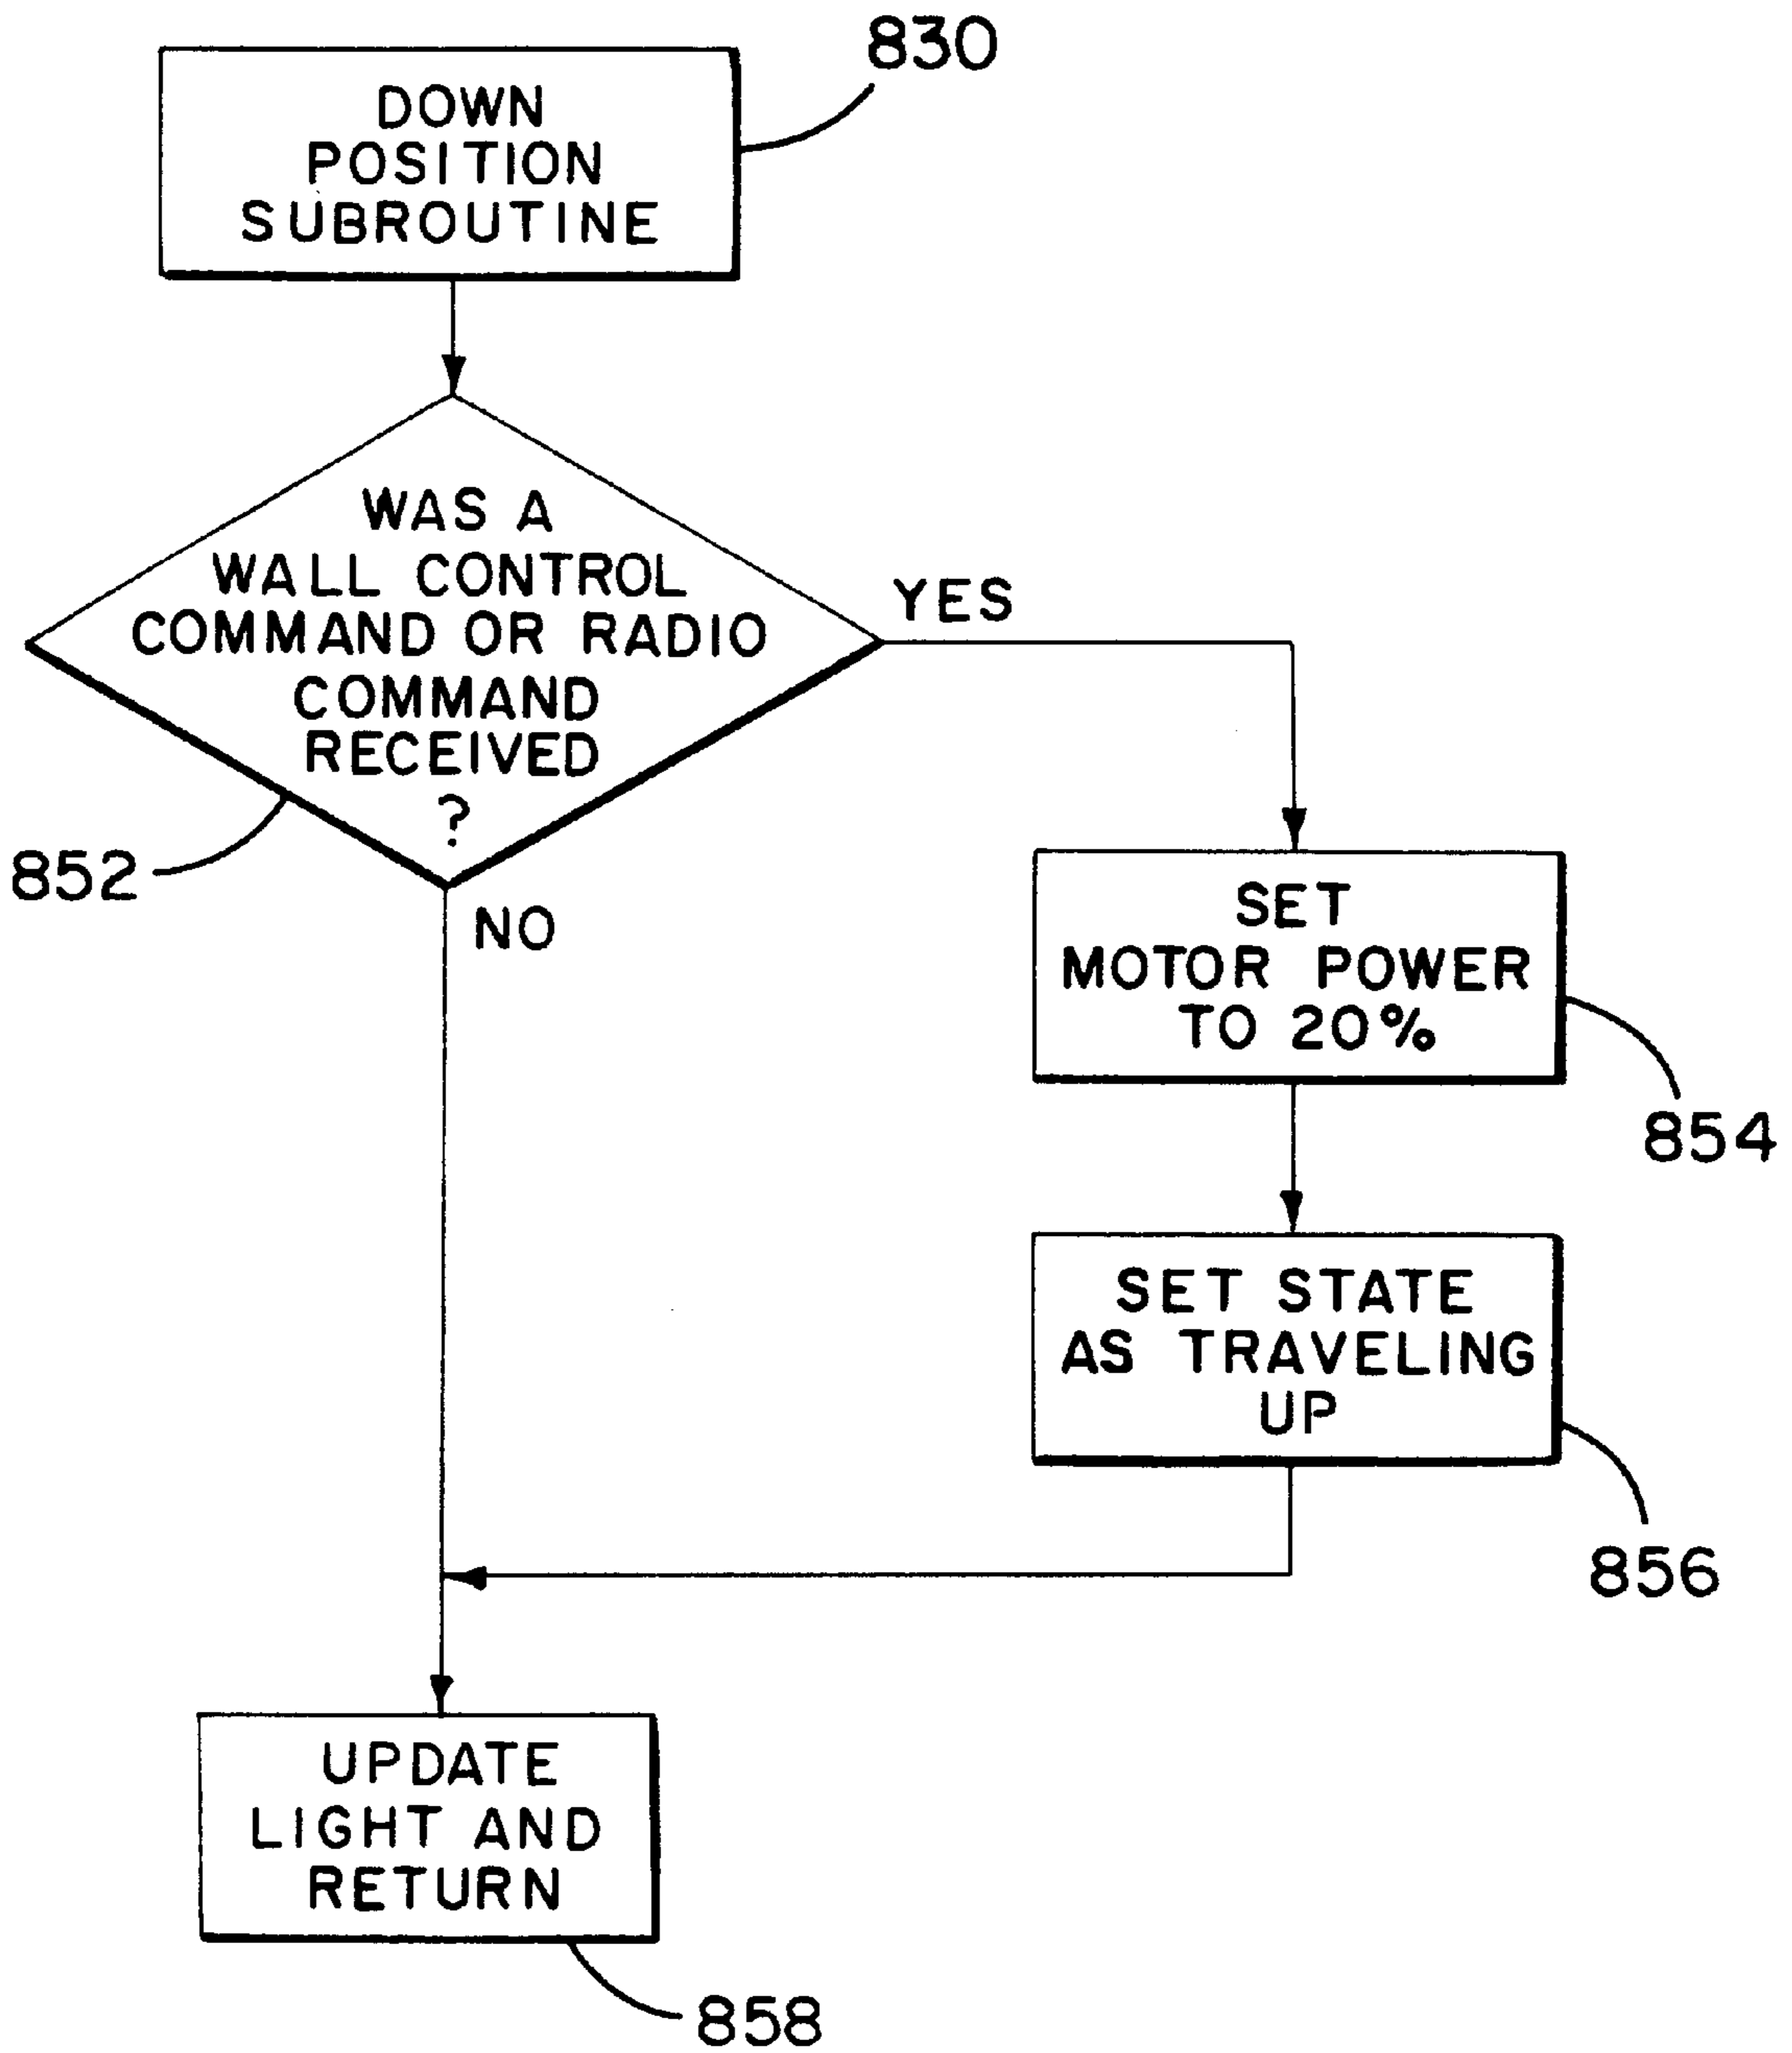 830
DOWN
POSITION
SUBROUTINE
WAS A
WALL CONTROL
COMMAND OR RADIO
COMMAND
RECEIVED
?
YES
852
NO
SET
MOTOR POWER
TO 20%
854
SET STATE
AS TRAVELING
UP
856
UPDATE
LIGHT AND
RETURN
858